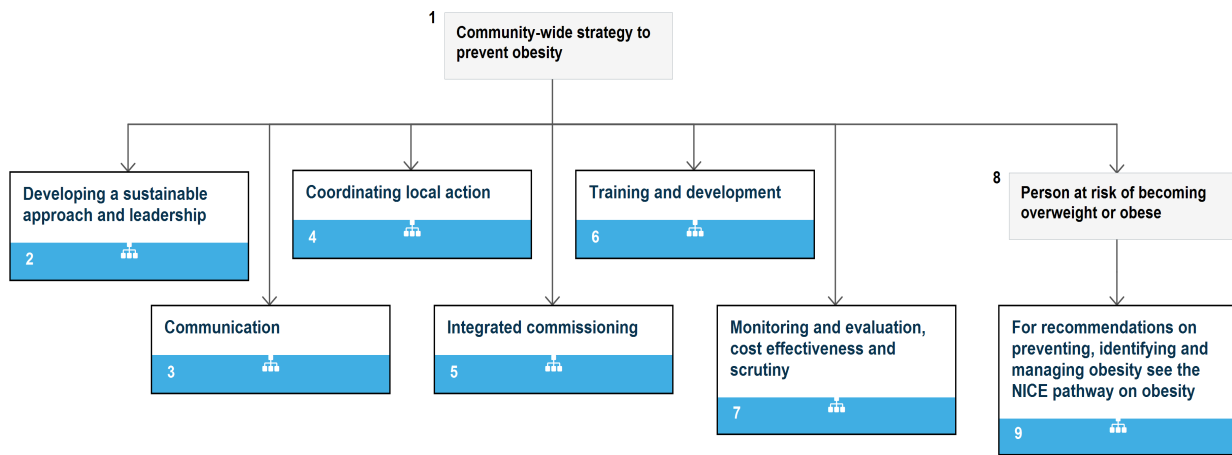 1
Community-wide strategy to
prevent obesity
Developing a sustainable
approach and leadership
2
Communication
3
Coordinating local action
4
Integrated commissioning
5
Training and development
6
Monitoring and evaluation,
cost effectiveness and
scrutiny
7
8
Person at risk of becoming
overweight or obese
For recommendations on
preventing, identifying and
managing obesity see the
NICE pathway on obesity
9